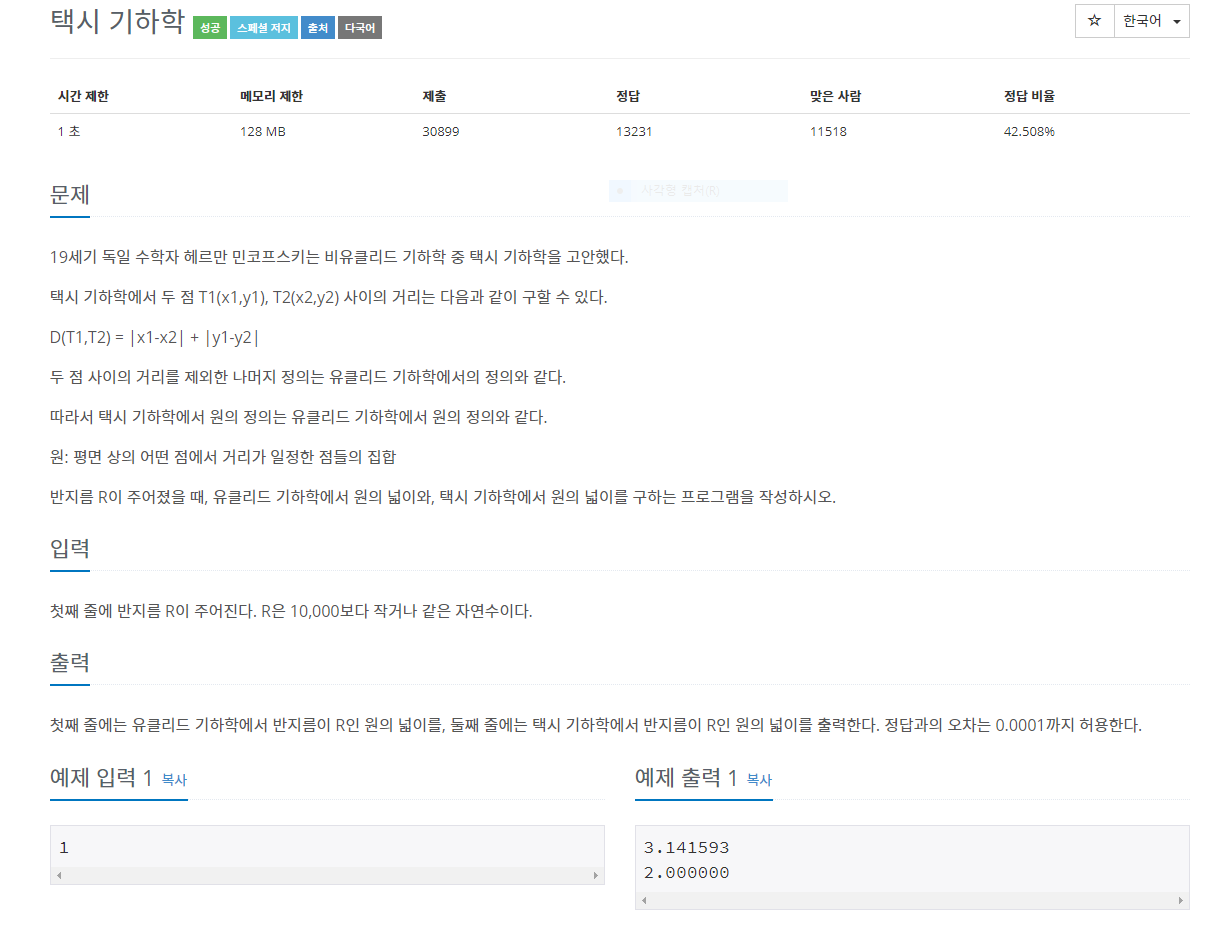 택시 기하학 성공 스페셜 저지 출처 다국어
☆ 한국어
시간 제한 메모리 제한 제출 정답 맞은 사람 정답 비율
1 초 128 MB 30899 13231 11518 42.508%
문제
사각형 캡처(R)
19세기 독일 수학자 헤르만 민코프스키는 비유클리드 기하학 중 택시 기하학을 고안했다.
택시 기하학에서 두 점 T1(x1,y1), T2(x2,y2) 사이의 거리는 다음과 같이 구할 수 있다.
D(T1,T2) = |x1-x2| + |y1-y2|
두 점 사이의 거리를 제외한 나머지 정의는 유클리드 기하학에서의 정의와 같다.
따라서 택시 기하학에서 원의 정의는 유클리드 기하학에서 원의 정의와 같다.
원: 평면 상의 어떤 점에서 거리가 일정한 점들의 집합
반지름 R이 주어졌을 때, 유클리드 기하학에서 원의 넓이와, 택시 기하학에서 원의 넓이를 구하는 프로그램을 작성하시오.
입력
첫째 줄에 반지름 R이 주어진다. R은 10,000보다 작거나 같은 자연수이다.
출력
첫째 줄에는 유클리드 기하학에서 반지름이 R인 원의 넓이를, 둘째 줄에는 택시 기하학에서 반지름이 R인 원의 넓이를 출력한다. 정답과의 오차는 0.0001까지 허용한다.
예제 입력 1 복사
1
예제 출력 1 복사
3.141593
2.000000